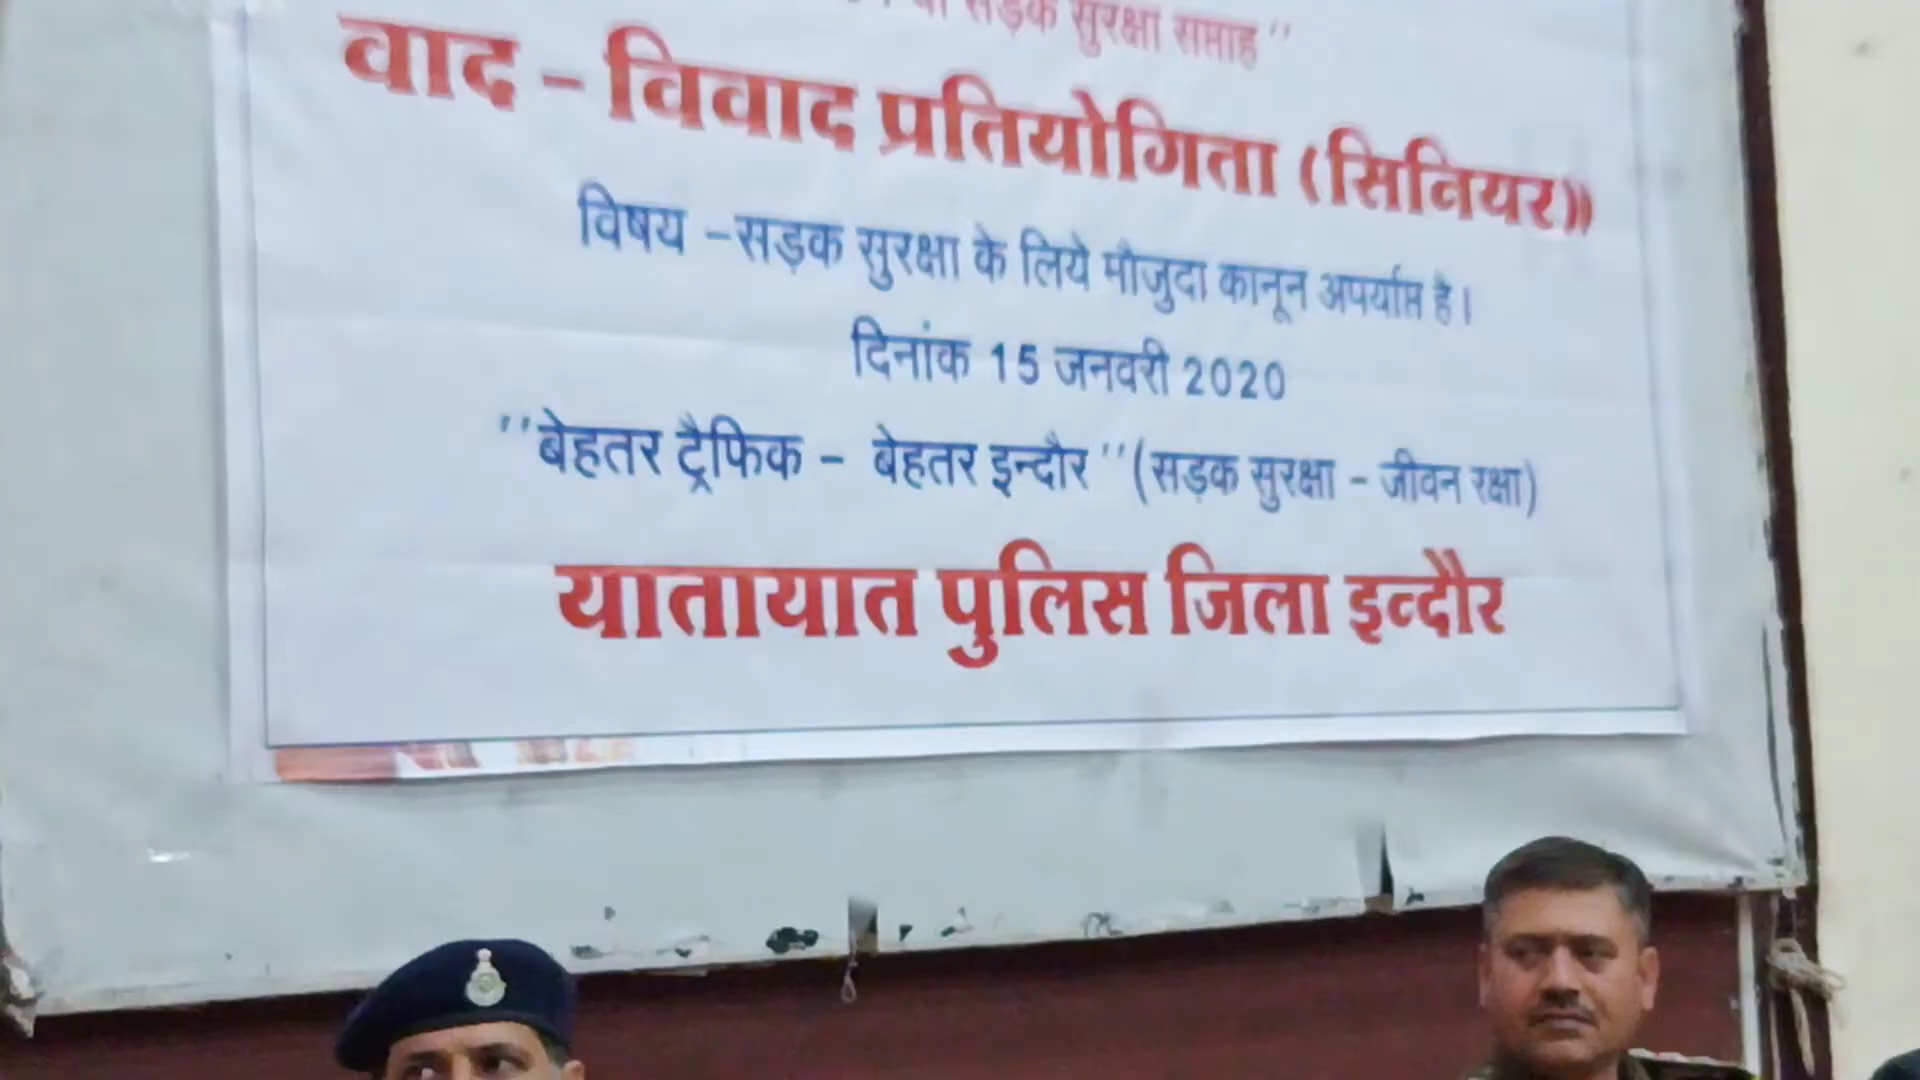 सड़क सुरक्षा सप्ताह ''
वाद - विवाद प्रतियोगिता (सिनियर))
विषय -सड़क सुरक्षा के लिये मौजुदा कानून अपर्याप्त है।
दिनांक 15 जनवरी 2020
''बेहतर ट्रैफिक - बेहतर इन्दौर ''(सड़क सुरक्षा - जीवन रक्षा)
यातायात पुलिस जिला इन्दौर